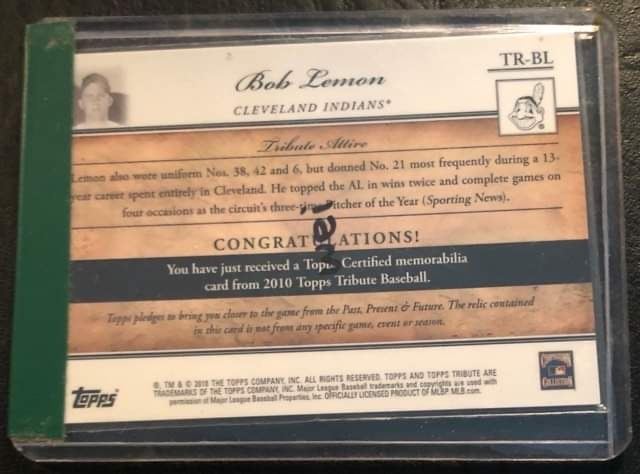 TR-BL
Bob Lemon
CLEVELAND INDIANS®
Tribute Attire
Lemon also wore uniform Nos. 38, 42 and 6, but donned No. 21 most frequently during a 13-
year career spent entirely in Cleveland. He topped the AL in wins twice and complete games on
four occasions as the circuit's three-time Pitcher of the Year (Sporting News).
CONGRATULATIONS!
You have just received a Topps Certified memorabilia
card from 2010 Topps Tribute Baseball.
Topps pledges to bring you closer to the game from the Past, Present & Future. The relic contained
in this card is not from any specific game, event or season.
topps
®, TM & © 2010 THE TOPPS COMPANY, INC. ALL RIGHTS RESERVED. TOPPS AND TOPPS TRIBUTE ARE
TRADEMARKS OF THE TOPPS COMPANY, INC. Major League Baseball trademarks and copyrights are used with
permission of Major League Baseball Properties, Inc. OFFICIALLY LICENSED PRODUCT OF MLBP MLB.com.